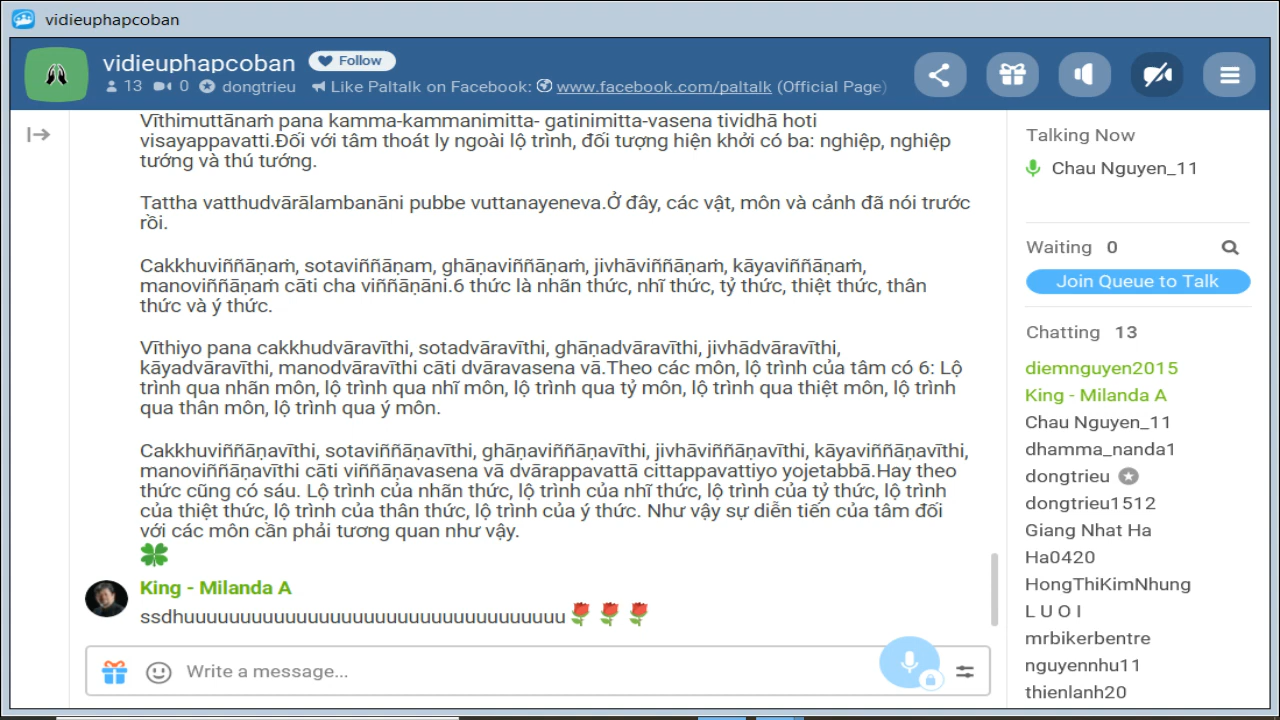 vidieuphapcoban
vidieuphapcoban Follow
13 0 dongtrieu Like Paltalk on Facebook: www.facebook.com/paltalk (Official Page)
Vīthimuttānaṁ pana kamma-kammanimitta- gatinimitta-vasena tividhā hoti
visayappavatti.Đối với tâm thoát ly ngoài lộ trình, đối tượng hiện khởi có ba: nghiệp, nghiệp
tướng và thú tướng.
Tattha vatthudvārālambanāni pubbe vuttanayeneva.Ở đây, các vật, môn và cảnh đã nói trước
rồi.
Cakkhuviññāṇaṁ, sotaviññāṇam, ghāṇaviññāṇaṁ, jivhāviññāṇaṁ, kāyaviññāṇaṁ,
manoviññāṇaṁ cāti cha viññāṇāni.6 thức là nhãn thức, nhĩ thức, tỷ thức, thiệt thức, thân
thức và ý thức.
Vīthiyo pana cakkhudvāravīthi, sotadvāravīthi, ghāṇadvāravīthi, jivhādvāravīthi,
kāyadvāravīthi, manodvāravīthi cāti dvāravasena vā.Theo các môn, lộ trình của tâm có 6: Lộ
trình qua nhãn môn, lộ trình qua nhĩ môn, lộ trình qua tỷ môn, lộ trình qua thiệt môn, lộ trình
qua thân môn, lộ trình qua ý môn.
Cakkhuviññāṇavīthi, sotaviññāṇavīthi, ghāṇaviññāṇavīthi, jivhāviññāṇavīthi, kāyaviññāṇavīthi,
manoviññāṇavīthi cāti viññāṇavasena vā dvārappavattā cittappavattiyo yojetabbā.Hay theo
thức cũng có sáu. Lộ trình của nhãn thức, lộ trình của nhĩ thức, lộ trình của tỷ thức, lộ trình
của thiệt thức, lộ trình của thân thức, lộ trình của ý thức. Như vậy sự diễn tiến của tâm đối
với các môn cần phải tương quan như vậy.
King - Milanda A
ssdhuuuuuuuuuuuuuuuuuuuuuuuuuuuuuuuuuu
Write a message...
Talking Now
Chau Nguyen_11
Waiting 0
Join Queue to Talk
Chatting 13
diemnguyen2015
King - Milanda A
Chau Nguyen_11
dhamma_nanda1
dongtrieu
dongtrieu1512
Giang Nhat Ha
Ha0420
HongThiKimNhung
L U O I
mrbikerbentre
nguyennhu11
thienlanh20